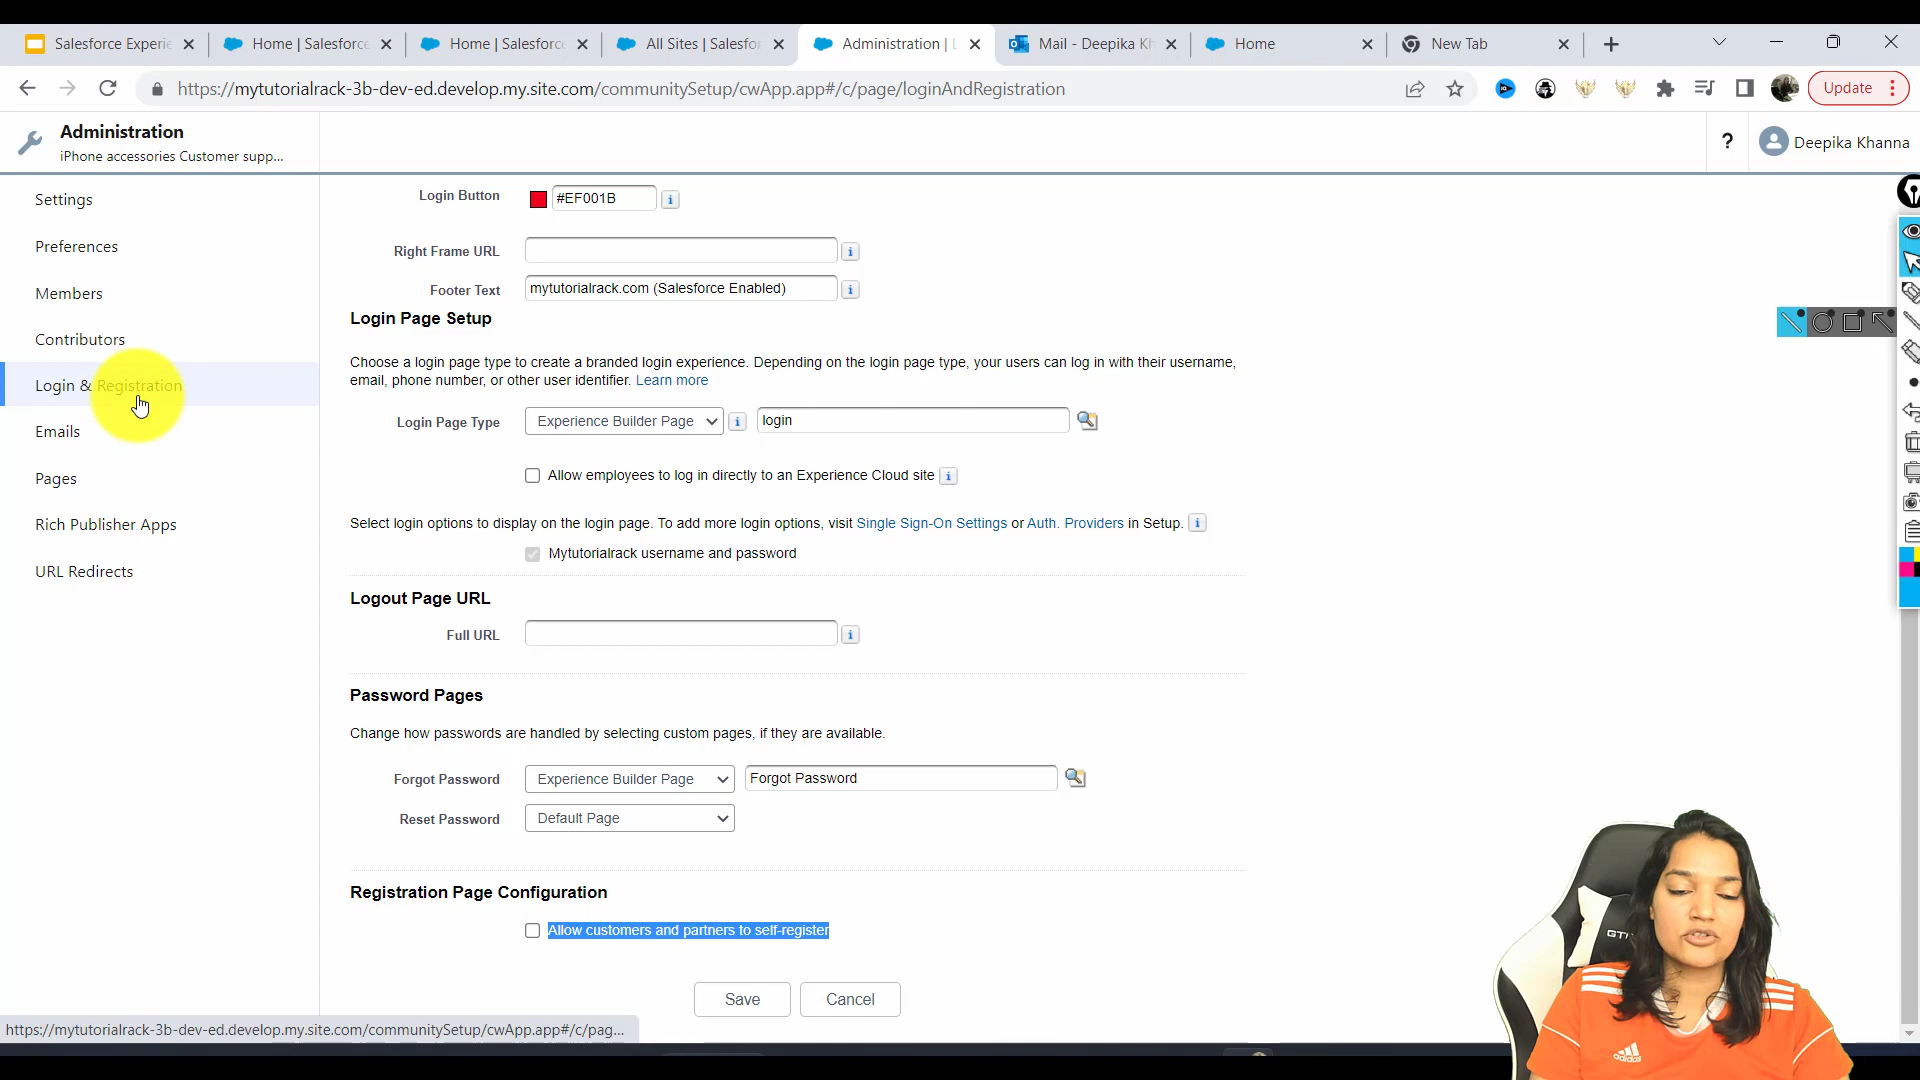 Salesforce Experie
Home | Salesforce
Home | Salesforce
All Sites | Salesfor
Administration |
Mail - Deepika Kh
Home
New Tab
https://mytutorialrack-3b-dev-ed.develop.my.site.com/communitySetup/cwApp.app#/c/page/loginAndRegistration
Update
Administration
iPhone accessories Customer supp...
?
Deepika Khanna
Settings
Preferences
Members
Contributors
Login & Registration
Emails
Pages
Rich Publisher Apps
URL Redirects
Login Button
#EF001B
Right Frame URL
Footer Text
mytutorialrack.com (Salesforce Enabled)
Login Page Setup
Choose a login page type to create a branded login experience. Depending on the login page type, your users can log in with their username,
email, phone number, or other user identifier. Learn more
Login Page Type
Experience Builder Page
login
Allow employees to log in directly to an Experience Cloud site
Select login options to display on the login page. To add more login options, visit Single Sign-On Settings or Auth. Providers in Setup.
Mytutorialrack username and password
Logout Page URL
Full URL
Password Pages
Change how passwords are handled by selecting custom pages, if they are available.
Forgot Password
Experience Builder Page
Forgot Password
Reset Password
Default Page
Registration Page Configuration
Allow customers and partners to self-register
Save
Cancel
https://mytutorialrack-3b-dev-ed.develop.my.site.com/communitySetup/cwApp.app#/c/pag...